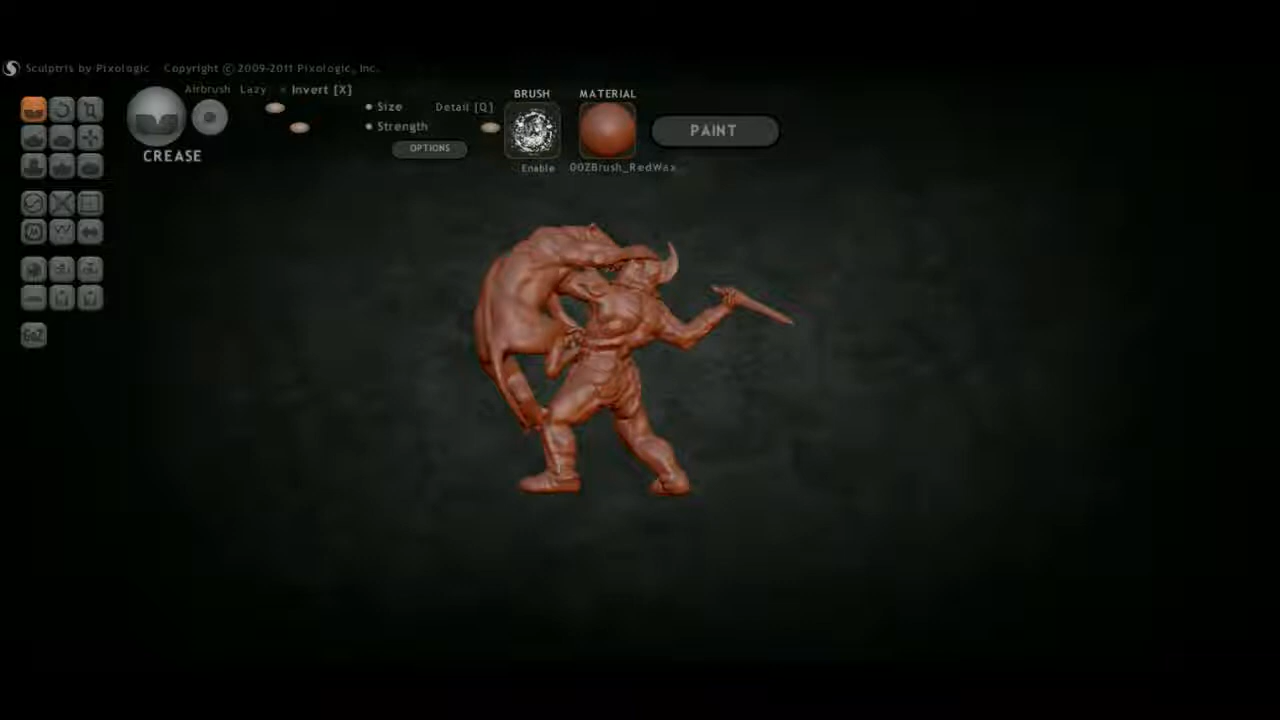 Sculptris by Pixologic Copyright © 2009-2011 Pixologic, Inc.
Airbrush Lazy Invert [X]
CREASE
Size Detail [Q]
Strength
OPTIONS
BRUSH
Enable
MATERIAL
00ZBrush_RedWax
PAINT
GoZ